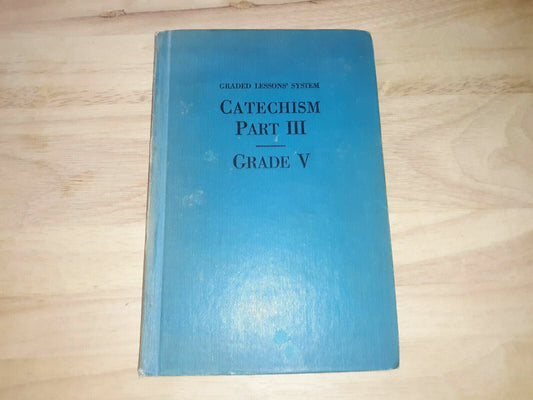 GRADED LESSONS' SYSTEM
CATECHISM
PART III
GRADE V